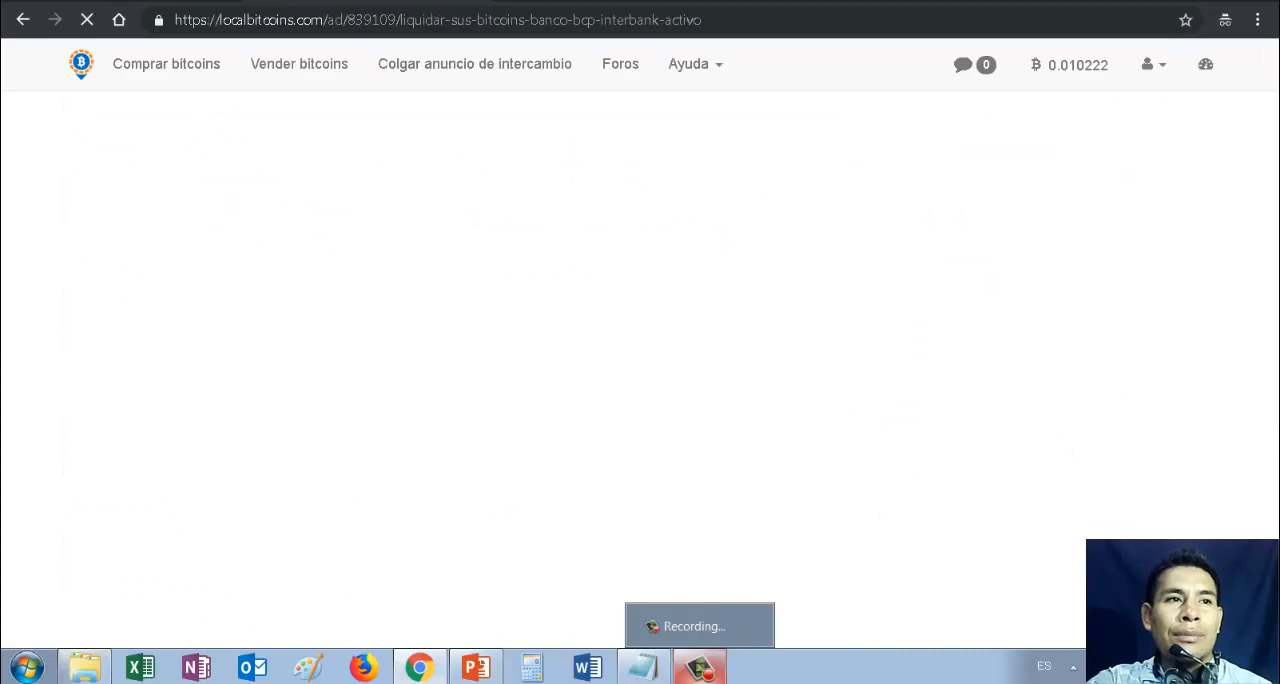 https://localbitcoins.com/ad/839109/liquidar-sus-bitcoins-banco-bcp-interbank-activo
Comprar bitcoins Vender bitcoins Colgar anuncio de intercambio Foros Ayuda 0 0.010222
Recording...
ES